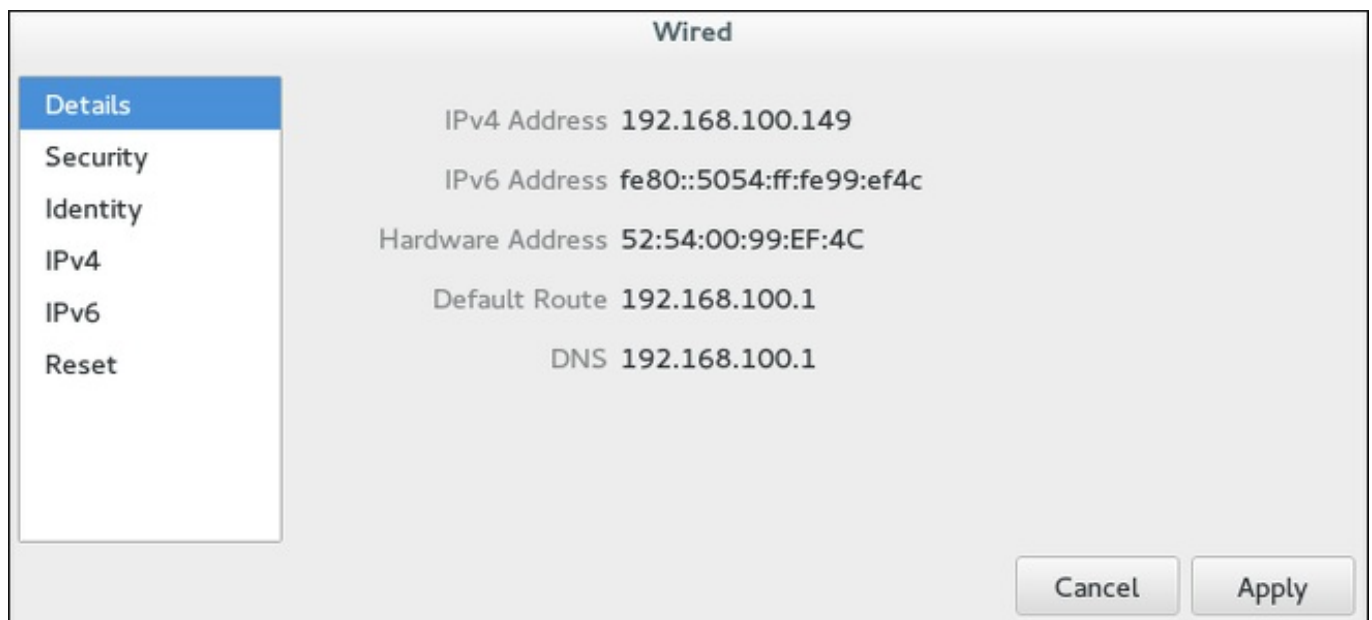 Wired
Details
Security
Identity
IPv4
IPv6
Reset
IPv4 Address 192.168.100.149
IPv6 Address fe80::5054:ff:fe99:ef4c
Hardware Address 52:54:00:99:EF:4C
Default Route 192.168.100.1
DNS 192.168.100.1
Cancel Apply